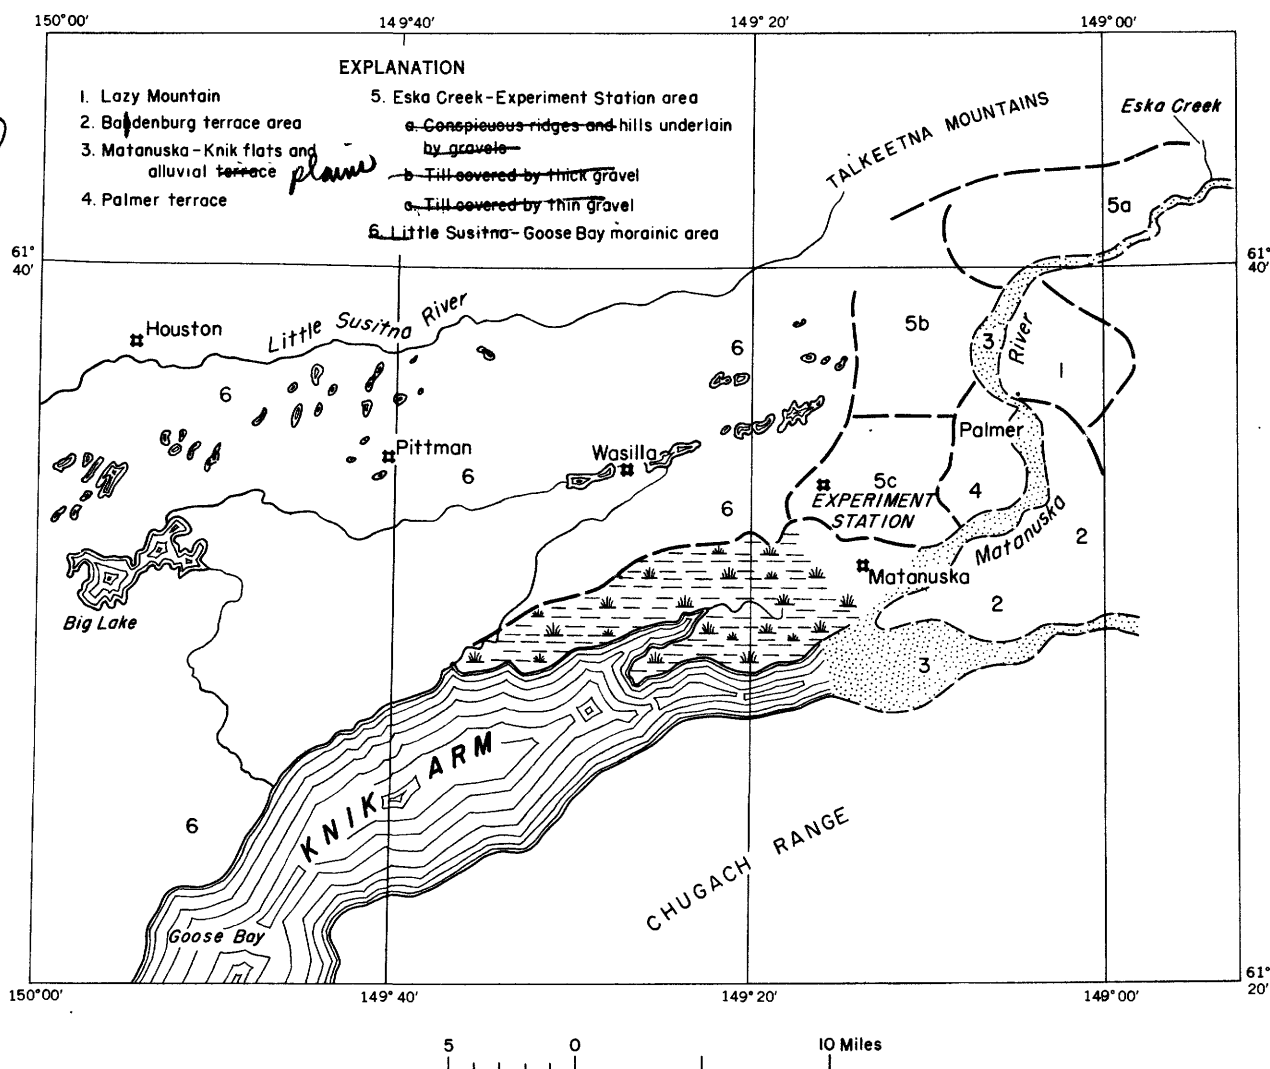 150°00′ 149°40′ 149°20′ 149°00′
EXPLANATION
1. Lazy Mountain
2. Bodenburg terrace area
3. Matanuska–Knik flats and
alluvial terrace plains
4. Palmer terrace
5. Eska Creek–Experiment Station area
a. Conspicuous ridges and hills underlain
by gravels
b Till covered by thick gravel
c. Till covered by thin gravel
6. Little Susitna–Goose Bay morainic area
TALKEETNA MOUNTAINS
Eska Creek
5a
61°
40′
61°
40′
Houston
Little Susitna River
6
5b
3
River
1
6
6
Pittman
Wasilla
Palmer
6
5c
EXPERIMENT
STATION
4
6
Matanuska
2
Matanuska
2
Big Lake
3
KNIK ARM
6
CHUGACH RANGE
Goose Bay
61°
20′
150°00′ 149°40′ 149°20′ 149°00′
5 0 10 Miles